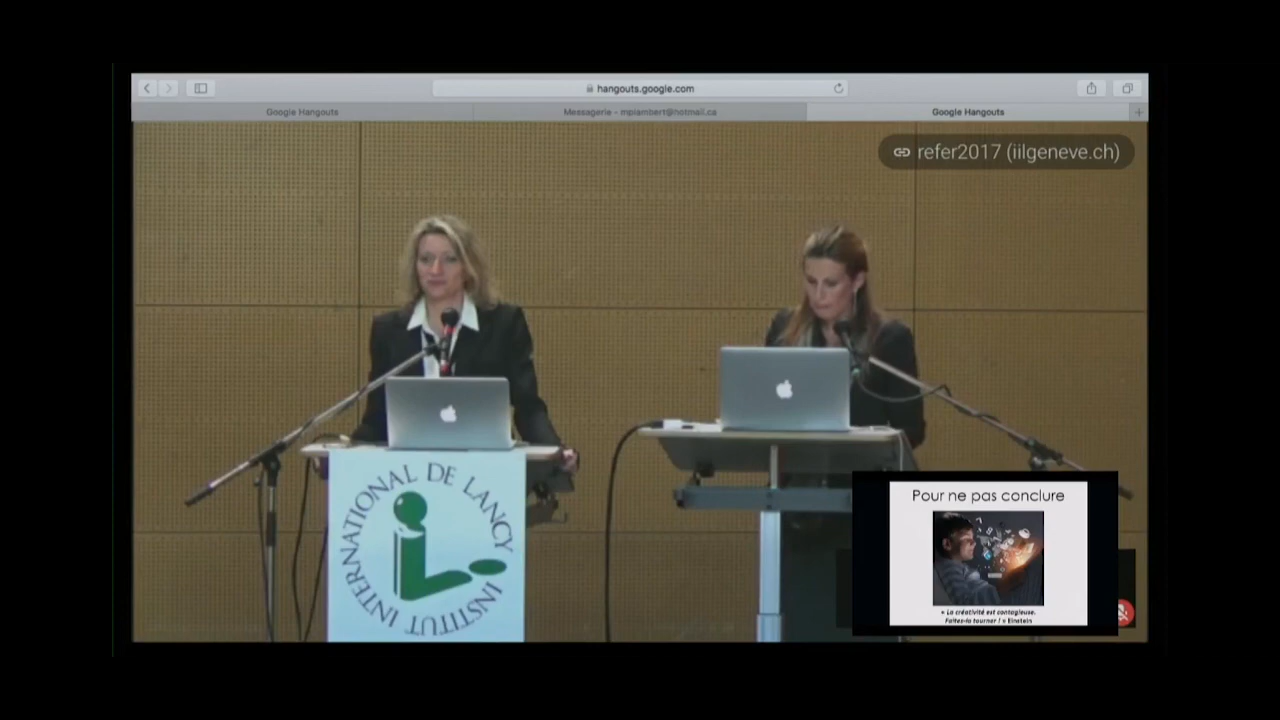 hangouts.google.com
Google Hangouts
Messagerie - mplambert@hotmail.ca
Google Hangouts
refer2017 (iilgeneve.ch)
INSTITUT INTERNATIONAL DE LANCY
Pour ne pas conclure
« La créativité est contagieuse.
Faites-la tourner ! » Einstein